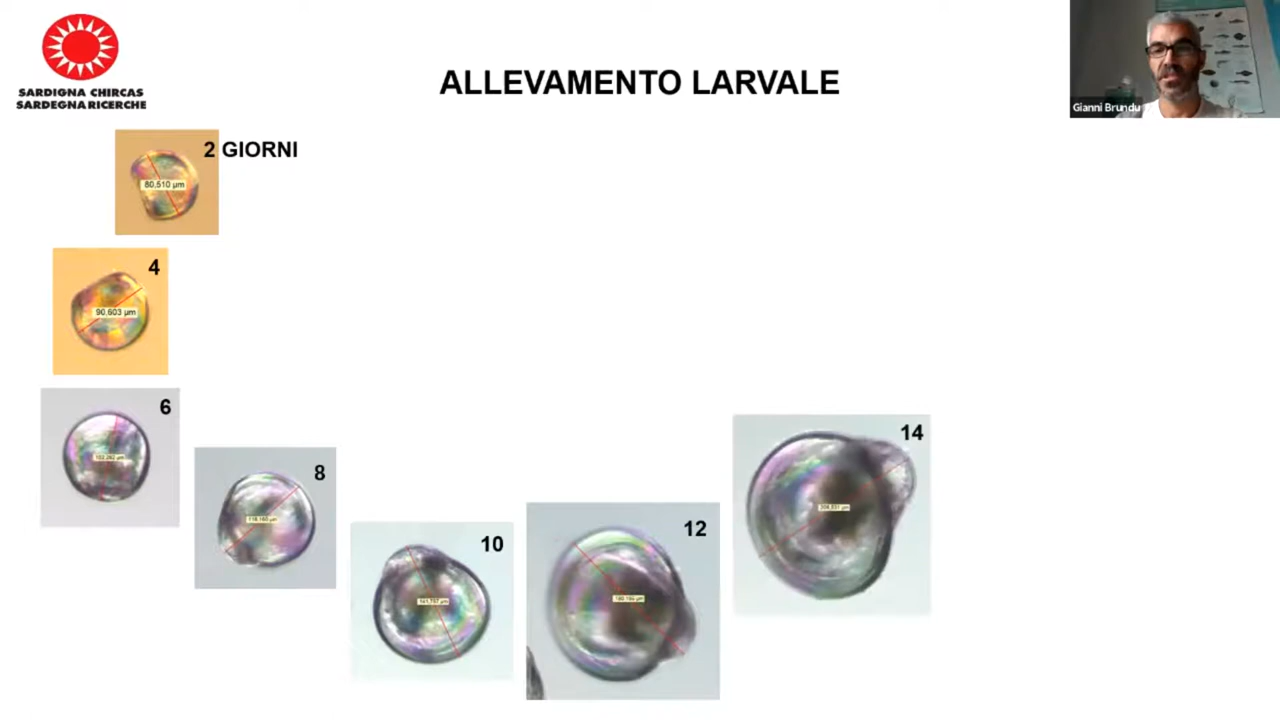 SARDIGNA CHIRCAS
SARDEGNA RICERCHE
ALLEVAMENTO LARVALE
Gianni Brundu
2 GIORNI
80,510 µm
4
90,603 µm
6
8
10
12
14